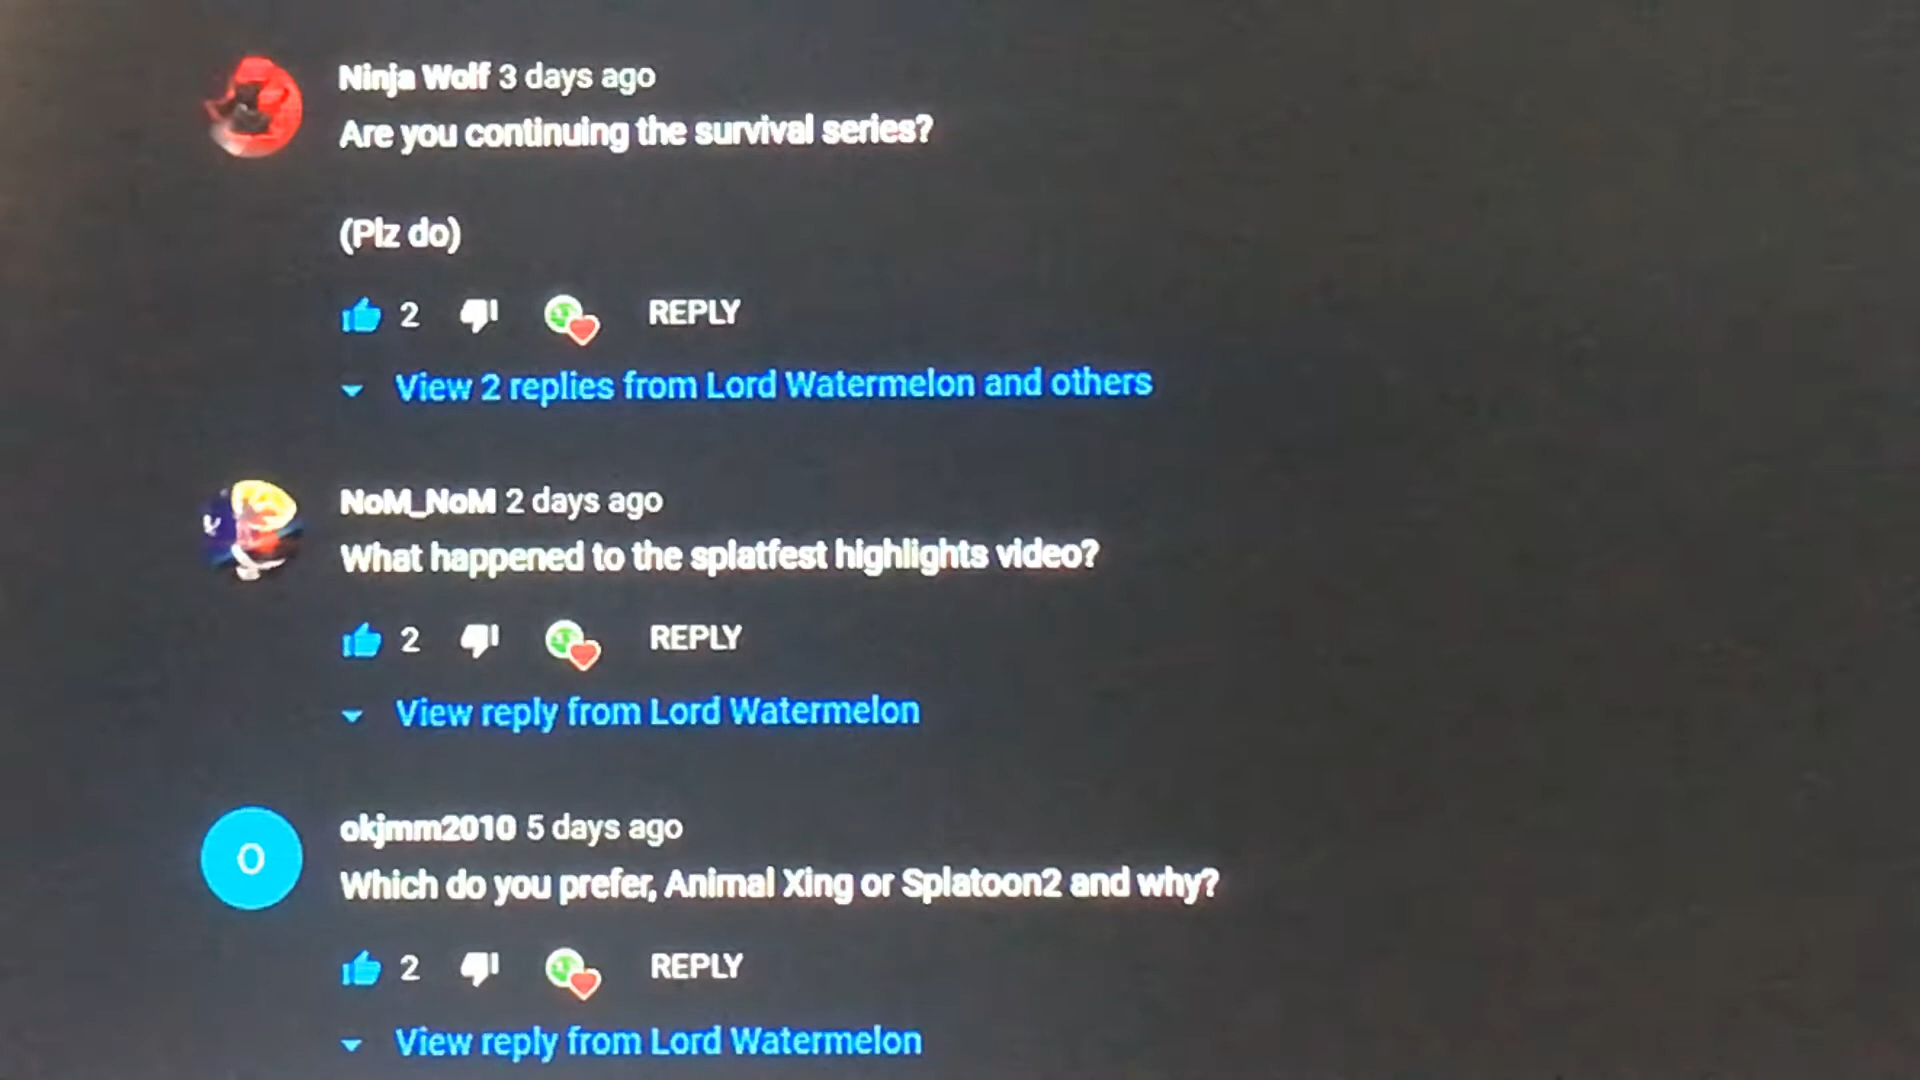 Ninja Wolf 3 days ago
Are you continuing the survival series?
(Plz do)
2 REPLY
View 2 replies from Lord Watermelon and others
NoM_NoM 2 days ago
What happened to the splatfest highlights video?
2 REPLY
View reply from Lord Watermelon
O
okjmm2010 5 days ago
Which do you prefer, Animal Xing or Splatoon2 and why?
2 REPLY
View reply from Lord Watermelon